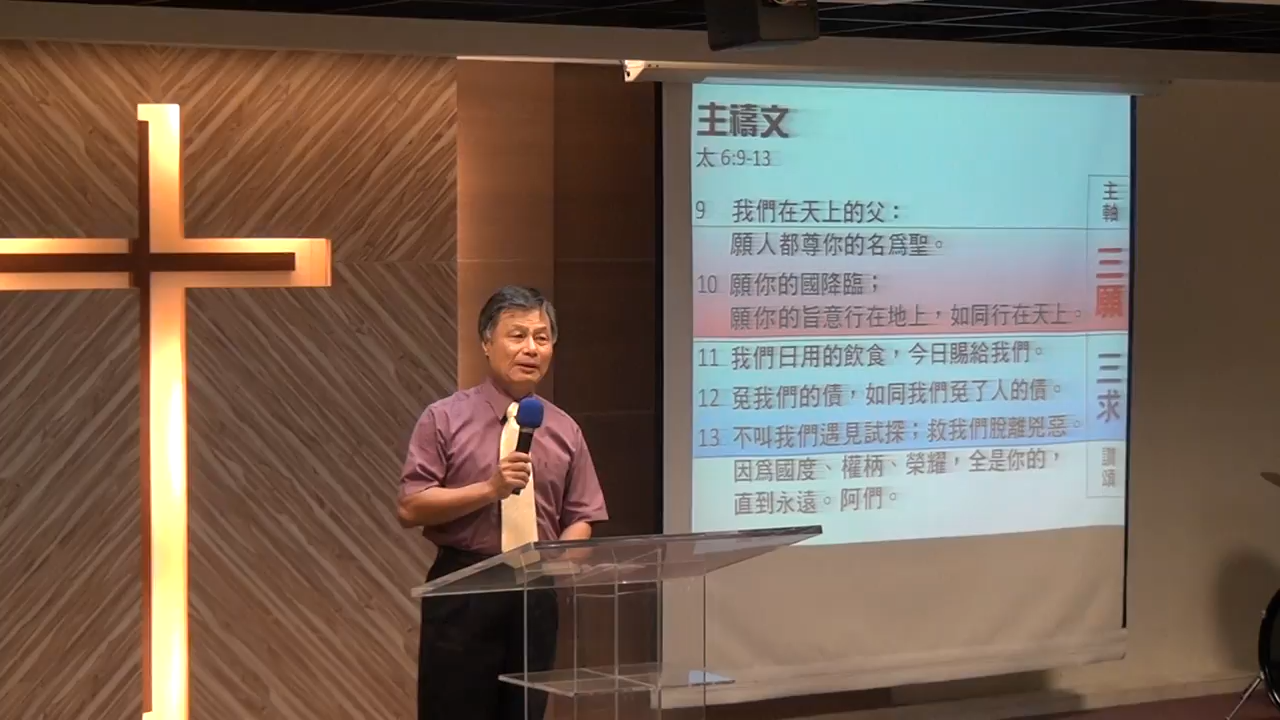 主禱文
太 6:9-13
主軸
9 我們在天上的父：
願人都尊你的名爲聖。
三願
10 願你的國降臨；
願你的旨意行在地上，如同行在天上。
11 我們日用的飲食，今日賜給我們。
三求
12 免我們的債，如同我們免了人的債。
13 不叫我們遇見試探；救我們脫離兇惡。
讚頌
因爲國度、權柄、榮耀，全是你的，
直到永遠。阿們。